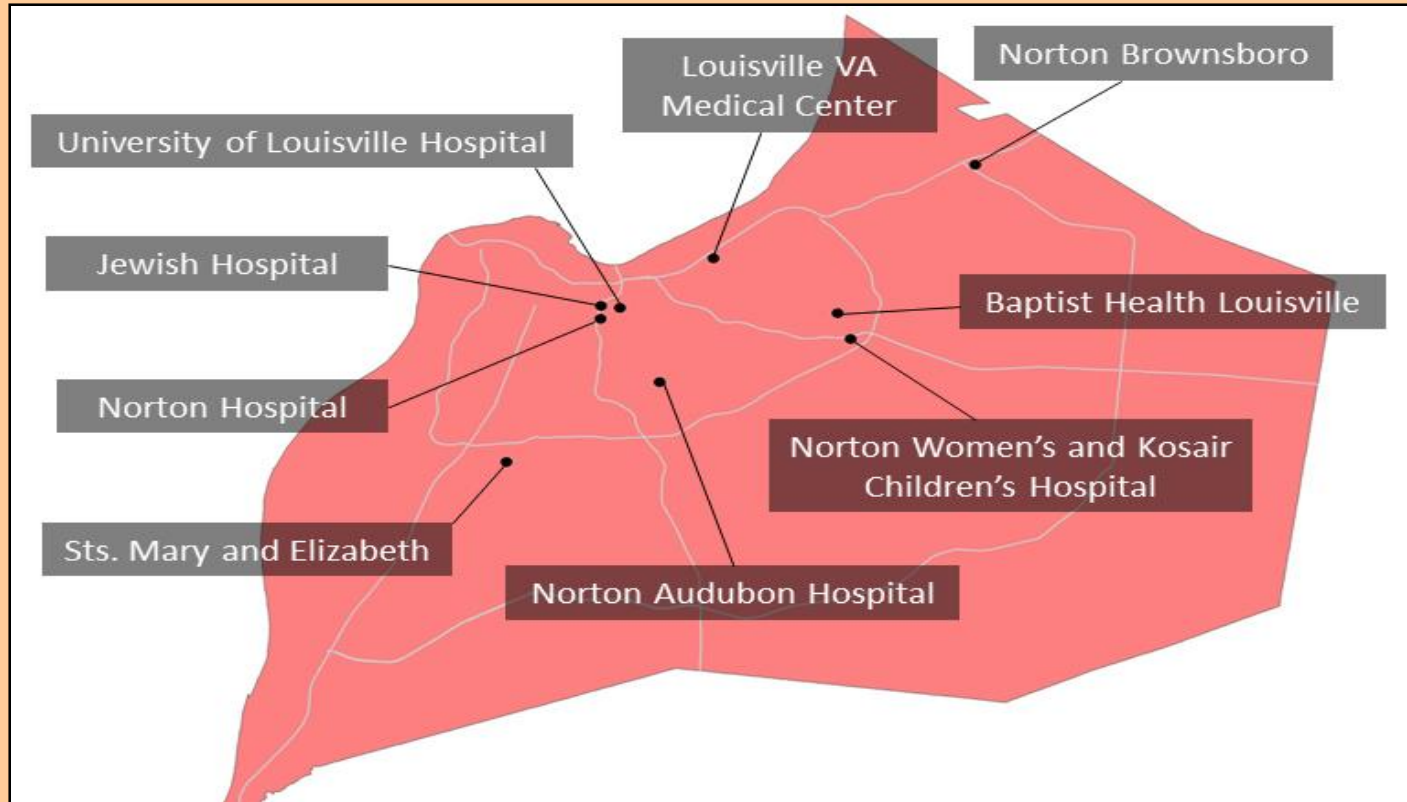 Norton Brownsboro
Louisville VA
Medical Center
University of Louisville Hospital
Jewish Hospital
Baptist Health Louisville
Norton Hospital
Norton Women’s and Kosair
Children’s Hospital
Sts. Mary and Elizabeth
Norton Audubon Hospital